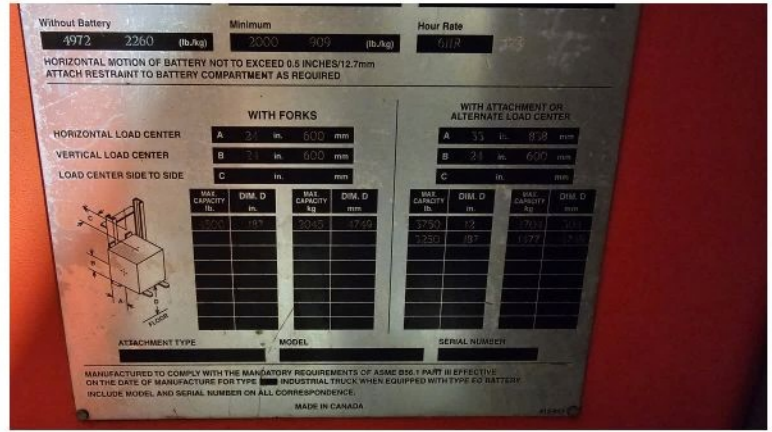 Without Battery Minimum Hour Rate
4972 2260 (lb./kg) 2000 909 (lb./kg) 6HR
HORIZONTAL MOTION OF BATTERY NOT TO EXCEED 0.5 INCHES/12.7mm
ATTACH RESTRAINT TO BATTERY COMPARTMENT AS REQUIRED
WITH FORKS
WITH ATTACHMENT OR
ALTERNATE LOAD CENTER
HORIZONTAL LOAD CENTER A 24 in. 600 mm A 33 in. 838 mm
VERTICAL LOAD CENTER B 24 in. 600 mm B 24 in. 600 mm
LOAD CENTER SIDE TO SIDE C in. mm C in. mm
MAX. CAPACITY lb. DIM. D in. MAX. CAPACITY kg DIM. D mm MAX. CAPACITY lb. DIM. D in. MAX. CAPACITY kg DIM. D mm
187 2045 4749 3750 12
187
C
B
A
D
FLOOR
ATTACHMENT TYPE MODEL SERIAL NUMBER
MANUFACTURED TO COMPLY WITH THE MANDATORY REQUIREMENTS OF ASME B56.1 PART III EFFECTIVE
ON THE DATE OF MANUFACTURE FOR TYPE INDUSTRIAL TRUCK WHEN EQUIPPED WITH TYPE EO BATTERY.
INCLUDE MODEL AND SERIAL NUMBER ON ALL CORRESPONDENCE.
MADE IN CANADA